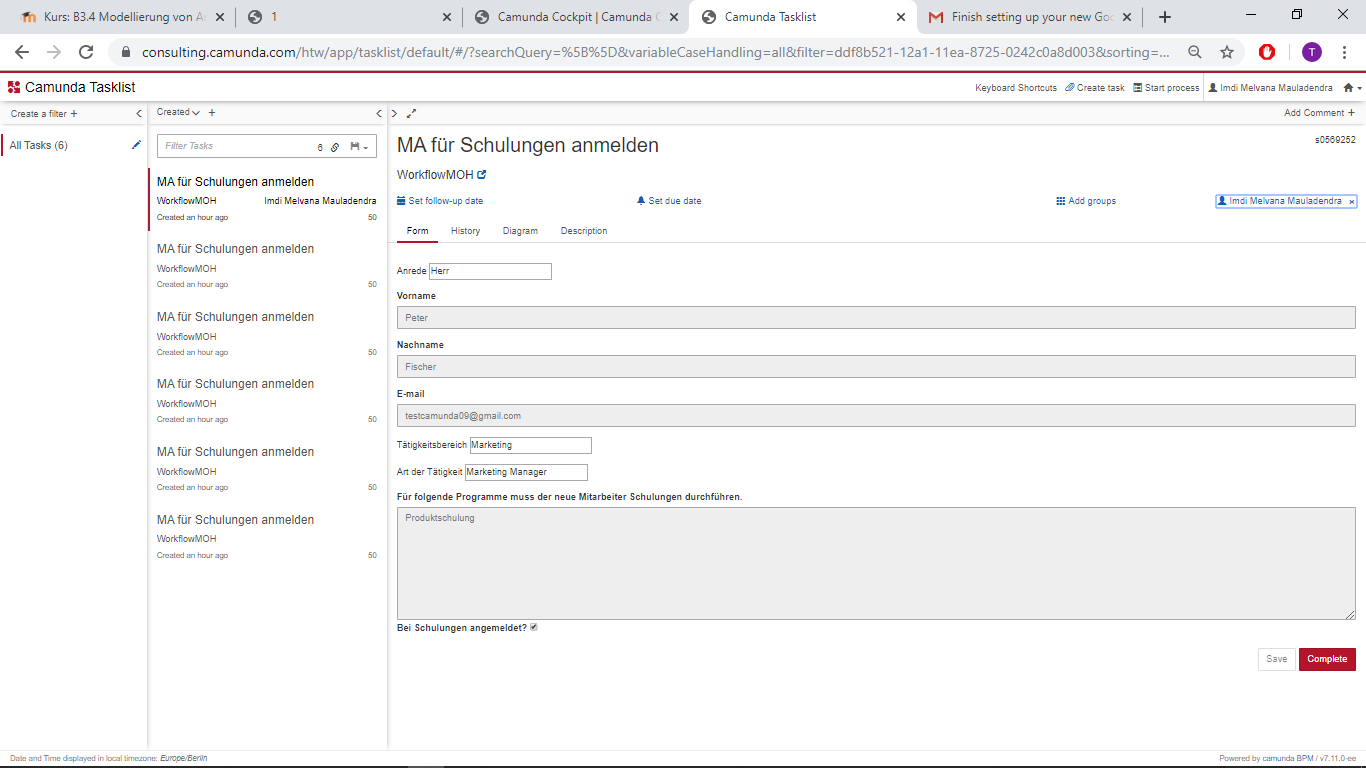 Kurs: B3.4 Modellierung von A
1
Camunda Cockpit | Camunda C
Camunda Tasklist
Finish setting up your new Goo
consulting.camunda.com/htw/app/tasklist/default/#/?searchQuery=%5B%5D&variableCaseHandling=all&filter=ddf8b521-12a1-11ea-8725-0242c0a8d003&sorting=...
T
Camunda Tasklist
Keyboard Shortcuts
Create task
Start process
Imdi Melvana Mauladendra
Create a filter +
Created
Add Comment +
All Tasks (6)
Filter Tasks
6
MA für Schulungen anmelden
WorkflowMOH
Imdi Melvana Mauladendra
Created an hour ago
50
MA für Schulungen anmelden
WorkflowMOH
Created an hour ago
50
MA für Schulungen anmelden
WorkflowMOH
Created an hour ago
50
MA für Schulungen anmelden
WorkflowMOH
Created an hour ago
50
MA für Schulungen anmelden
WorkflowMOH
Created an hour ago
50
MA für Schulungen anmelden
WorkflowMOH
Created an hour ago
50
MA für Schulungen anmelden
s0569252
WorkflowMOH
Set follow-up date
Set due date
Add groups
Imdi Melvana Mauladendra ×
Form
History
Diagram
Description
Anrede Herr
Vorname
Peter
Nachname
Fischer
E-mail
testcamunda09@gmail.com
Tätigkeitsbereich Marketing
Art der Tätigkeit Marketing Manager
Für folgende Programme muss der neue Mitarbeiter Schulungen durchführen.
Produktschulung
Bei Schulungen angemeldet?
Save
Complete
Date and Time displayed in local timezone: Europe/Berlin
Powered by camunda BPM / v7.11.0-ee